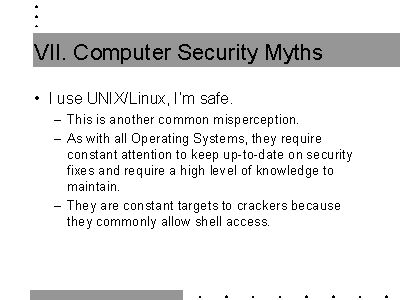 VII. Computer Security Myths
• I use UNIX/Linux, I'm safe.
– This is another common misperception.
– As with all Operating Systems, they require
constant attention to keep up-to-date on security
fixes and require a high level of knowledge to
maintain.
– They are constant targets to crackers because
they commonly allow shell access.